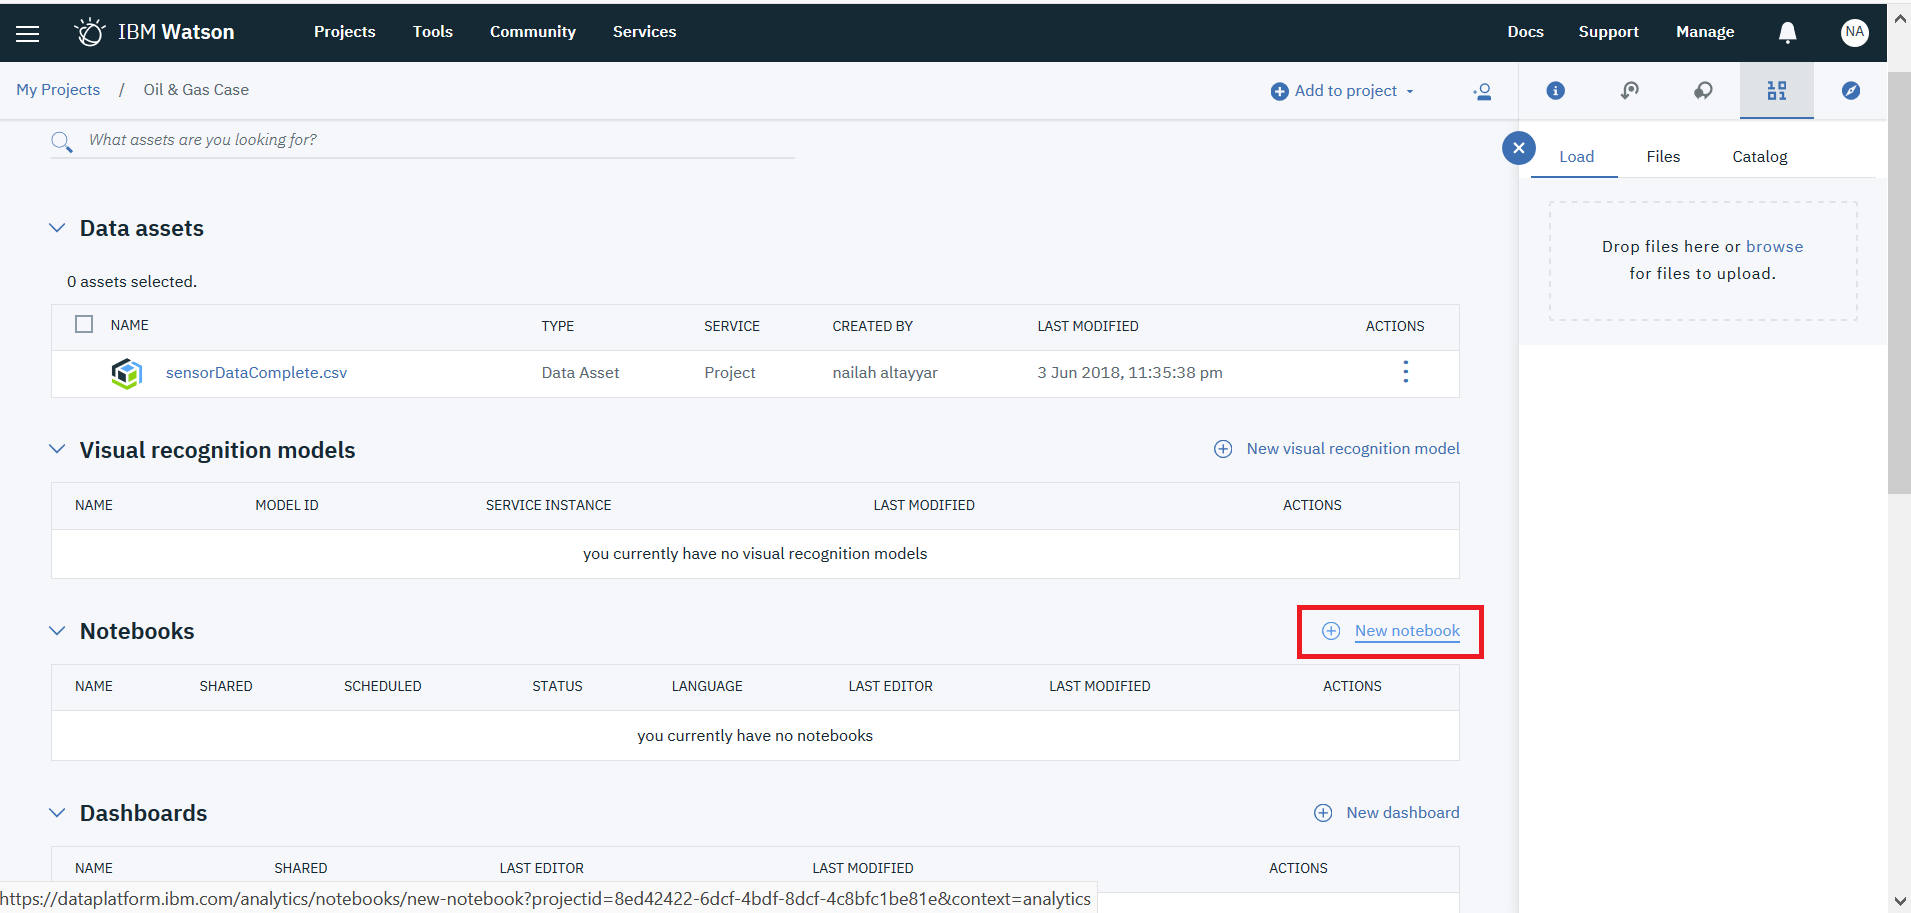 IBM Watson Projects Tools Community Services Docs Support Manage NA
My Projects / Oil & Gas Case Add to project
What assets are you looking for?
Load Files Catalog
Drop files here or browse
for files to upload.
Data assets
0 assets selected.
NAME TYPE SERVICE CREATED BY LAST MODIFIED ACTIONS
sensorDataComplete.csv Data Asset Project nailah altayyar 3 Jun 2018, 11:35:38 pm
Visual recognition models New visual recognition model
NAME MODEL ID SERVICE INSTANCE LAST MODIFIED ACTIONS
you currently have no visual recognition models
Notebooks New notebook
NAME SHARED SCHEDULED STATUS LANGUAGE LAST EDITOR LAST MODIFIED ACTIONS
you currently have no notebooks
Dashboards New dashboard
NAME SHARED LAST EDITOR LAST MODIFIED ACTIONS
https://dataplatform.ibm.com/analytics/notebooks/new-notebook?projectid=8ed42422-6dcf-4bdf-8dcf-4c8bfc1be81e&context=analytics